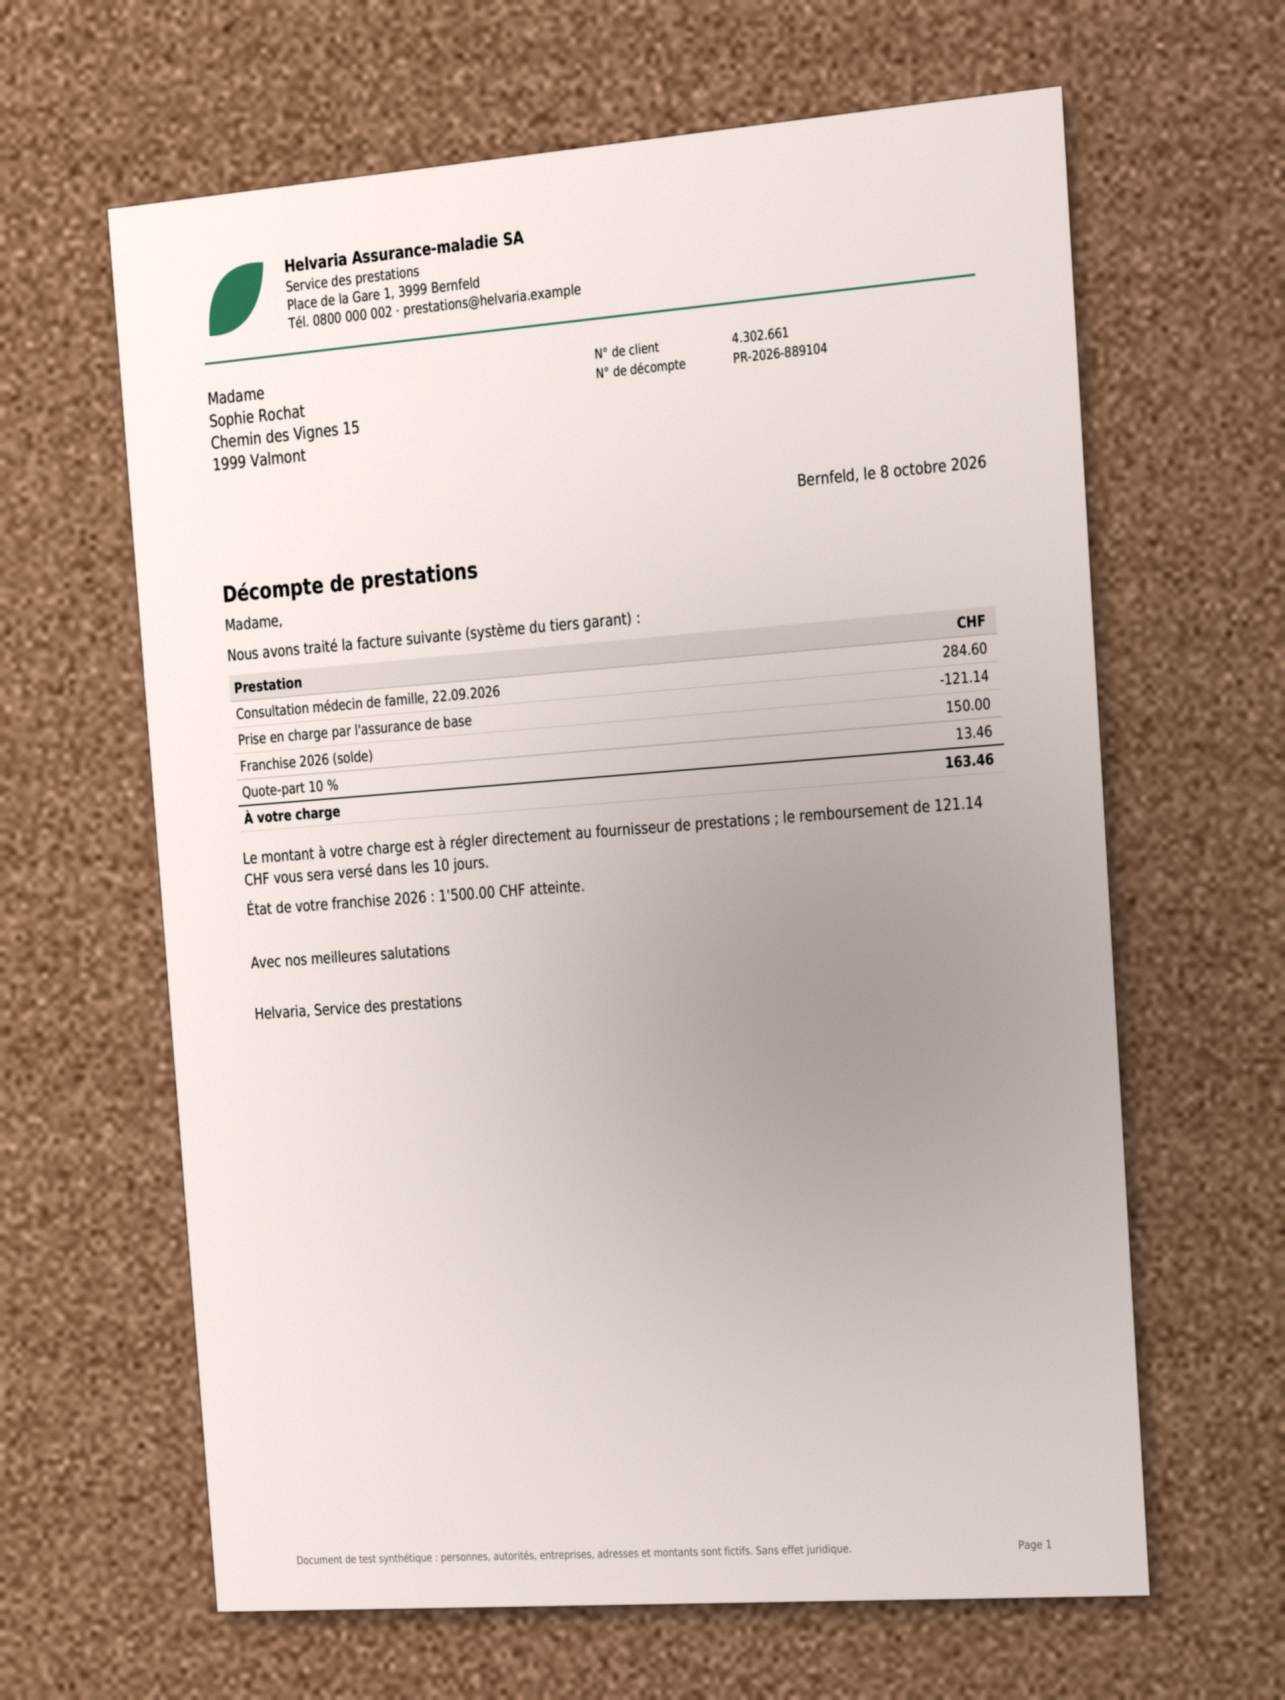 Helvaria Assurance-maladie SA
Service des prestations
Place de la Gare 1, 3999 Bernfeld
Tél. 0800 000 002 · prestations@helvaria.example
N° de client 4.302.661
N° de décompte PR-2026-889104
Madame
Sophie Rochat
Chemin des Vignes 15
1999 Valmont
Bernfeld, le 8 octobre 2026
Décompte de prestations
Madame,
Nous avons traité la facture suivante (système du tiers garant) :
Prestation CHF
Consultation médecin de famille, 22.09.2026 284.60
Prise en charge par l'assurance de base -121.14
Franchise 2026 (solde) 150.00
Quote-part 10 % 13.46
À votre charge 163.46
Le montant à votre charge est à régler directement au fournisseur de prestations ; le remboursement de 121.14
CHF vous sera versé dans les 10 jours.
État de votre franchise 2026 : 1'500.00 CHF atteinte.
Avec nos meilleures salutations
Helvaria, Service des prestations
Document de test synthétique : personnes, autorités, entreprises, adresses et montants sont fictifs. Sans effet juridique.
Page 1